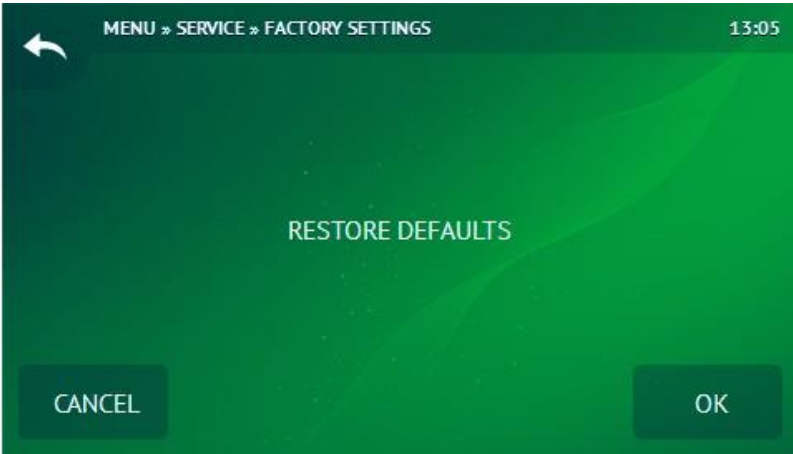 MENU » SERVICE » FACTORY SETTINGS 13:05
RESTORE DEFAULTS
CANCEL OK